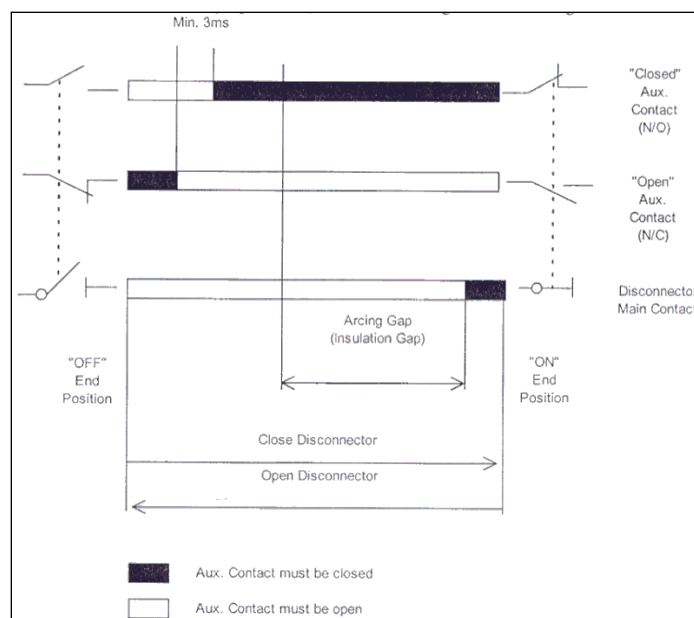 Min. 3ms
"Closed"
Aux.
Contact
(N/O)
"Open"
Aux.
Contact
(N/C)
Disconnector
Main Contact
Arcing Gap
(Insulation Gap)
"OFF"
End
Position
"ON"
End
Position
Close Disconnector
Open Disconnector
Aux. Contact must be closed
Aux. Contact must be open